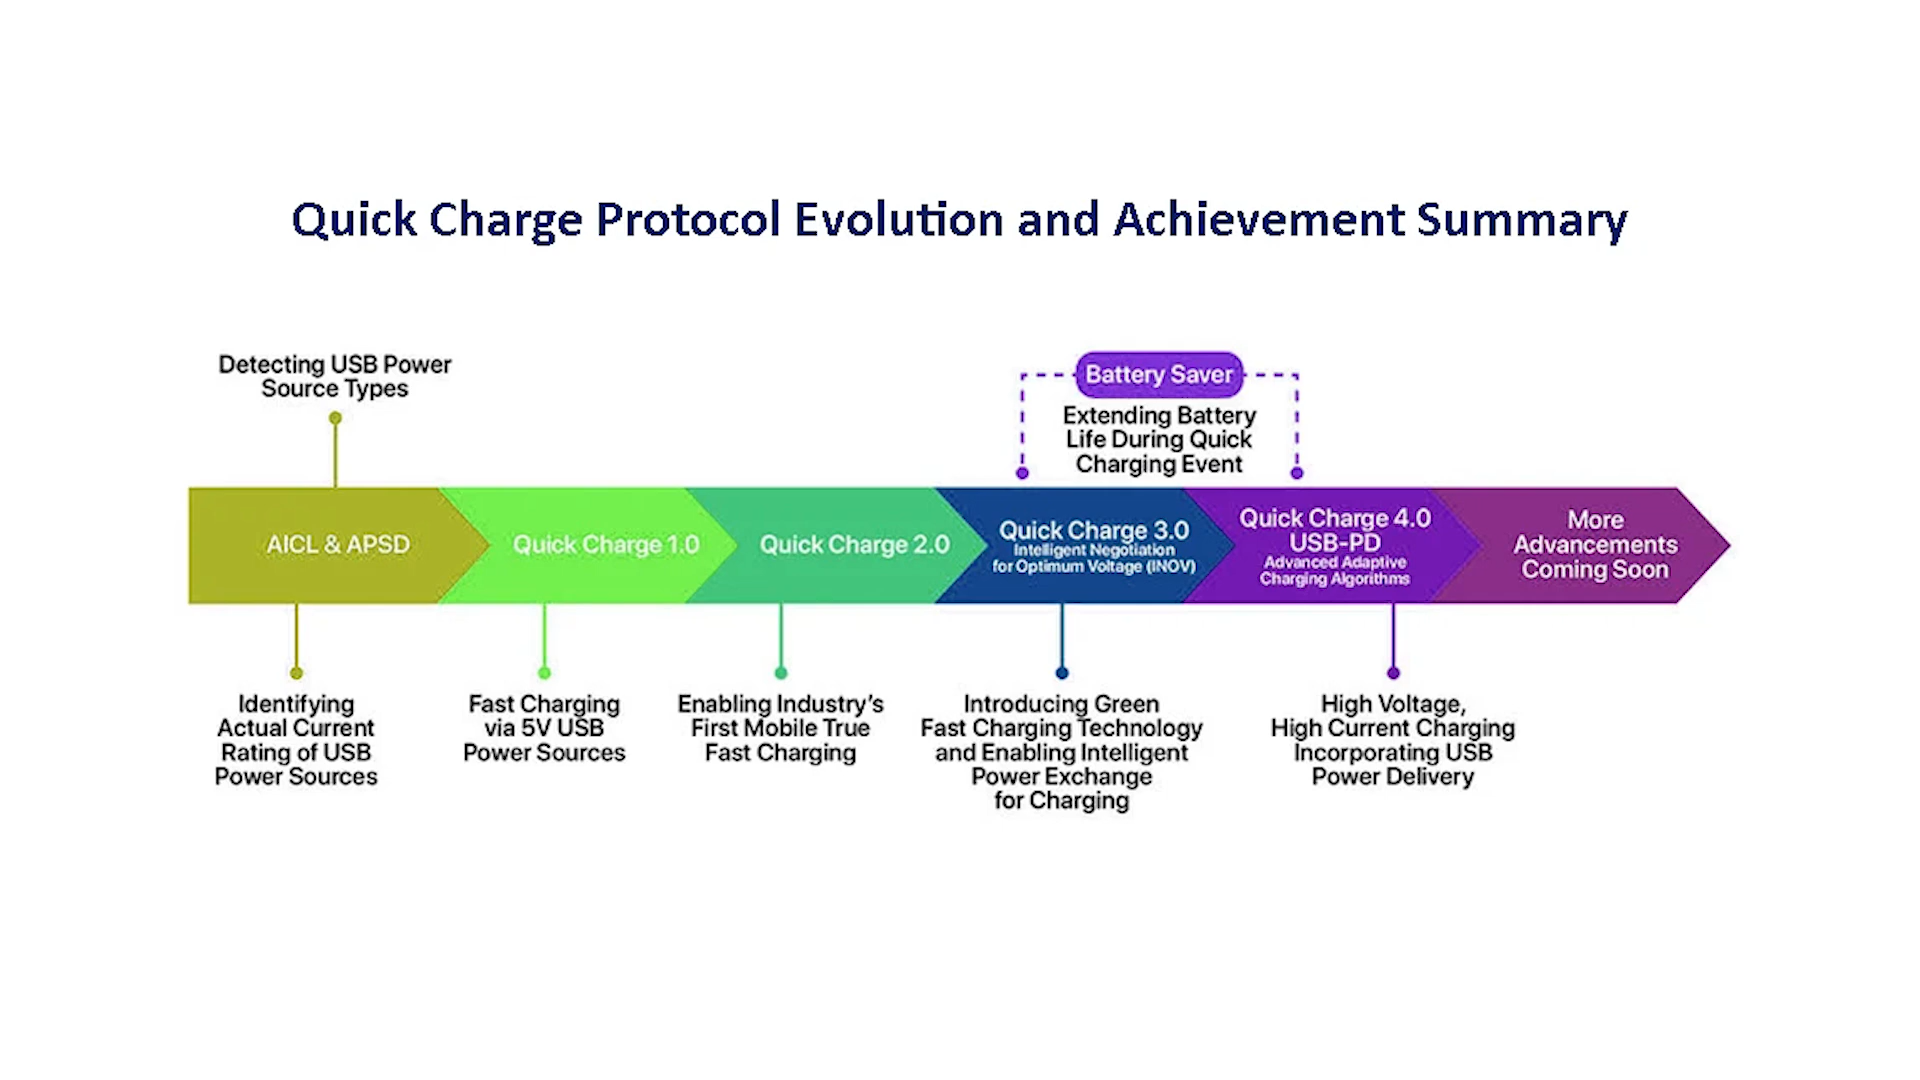 Quick Charge Protocol Evolution and Achievement Summary
Detecting USB Power
Source Types
Battery Saver
Extending Battery
Life During Quick
Charging Event
AICL & APSD
Quick Charge 1.0
Quick Charge 2.0
Quick Charge 3.0
Intelligent Negotiation
for Optimum Voltage (INOV)
Quick Charge 4.0
USB-PD
Advanced Adaptive
Charging Algorithms
More
Advancements
Coming Soon
Identifying
Actual Current
Rating of USB
Power Sources
Fast Charging
via 5V USB
Power Sources
Enabling Industry's
First Mobile True
Fast Charging
Introducing Green
Fast Charging Technology
and Enabling Intelligent
Power Exchange
for Charging
High Voltage,
High Current Charging
Incorporating USB
Power Delivery